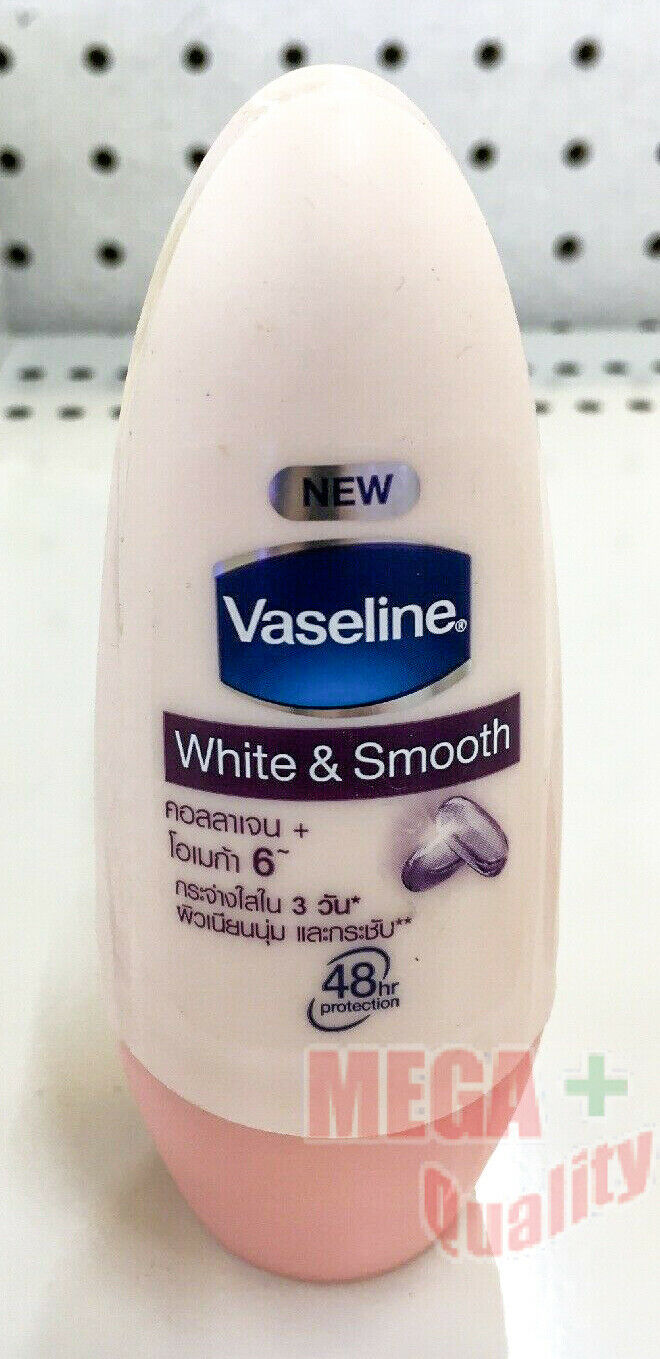 NEW
Vaseline®
White & Smooth
คอลลาเจน +
โอเมก้า 6~
กระจ่างใสใน 3 วัน*
ผิวเนียนนุ่ม และกระชับ**
48hr
protection
MEGA +
Quality